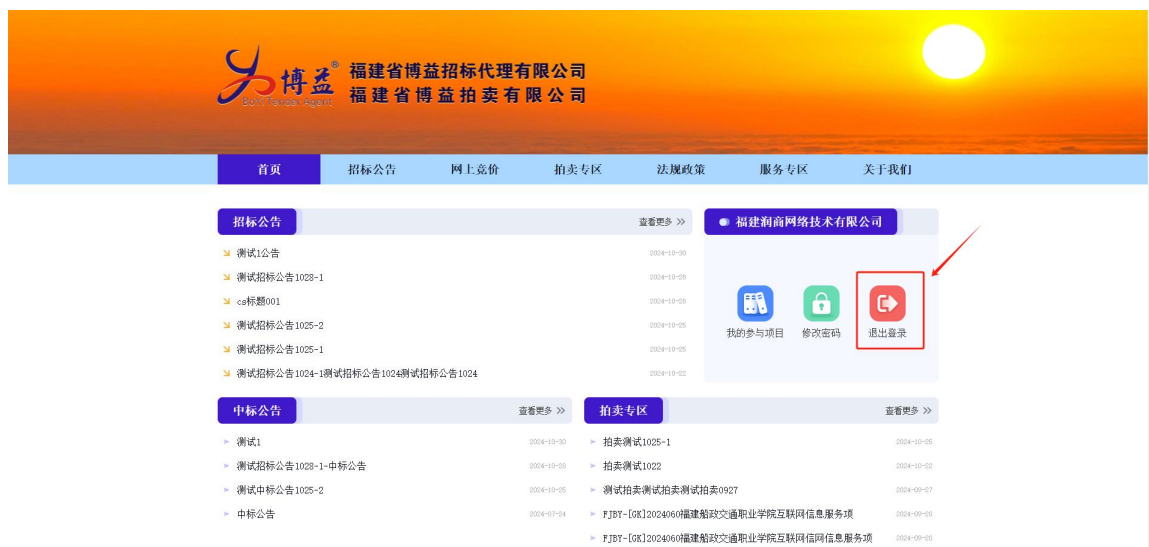 博益®
BoYi Tender Agent
福建省博益招标代理有限公司
福建省博益拍卖有限公司
首页 招标公告 网上竞价 拍卖专区 法规政策 服务专区 关于我们
招标公告 查看更多
测试1公告 2024-10-30
测试招标公告1028-1 2024-10-28
cs标题001 2024-10-28
测试招标公告1025-2 2024-10-25
测试招标公告1025-1 2024-10-25
测试招标公告1024-1测试招标公告1024测试招标公告1024 2024-10-22
福建润商网络技术有限公司
我的参与项目 修改密码 退出登录
中标公告 查看更多
测试1 2024-10-30
测试招标公告1028-1-中标公告 2024-10-28
测试中标公告1025-2 2024-10-25
中标公告 2024-07-24
拍卖专区 查看更多
拍卖测试1025-1 2024-10-25
拍卖测试1022 2024-10-22
测试拍卖测试拍卖测试拍卖0927 2024-09-27
FJBY-[GK]2024060福建船政交通职业学院互联网信息服务项 2024-09-20
FJBY-[GK]2024060福建船政交通职业学院互联网信网信息服务项 2024-09-20